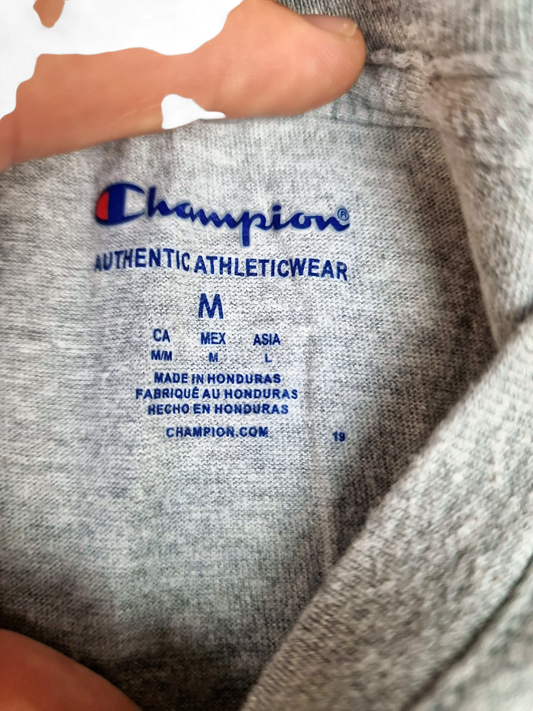 Champion®
AUTHENTIC ATHLETICWEAR
M
CA MEX ASIA
M/M M L
MADE IN HONDURAS
FABRIQUÉ AU HONDURAS
HECHO EN HONDURAS
CHAMPION.COM 19